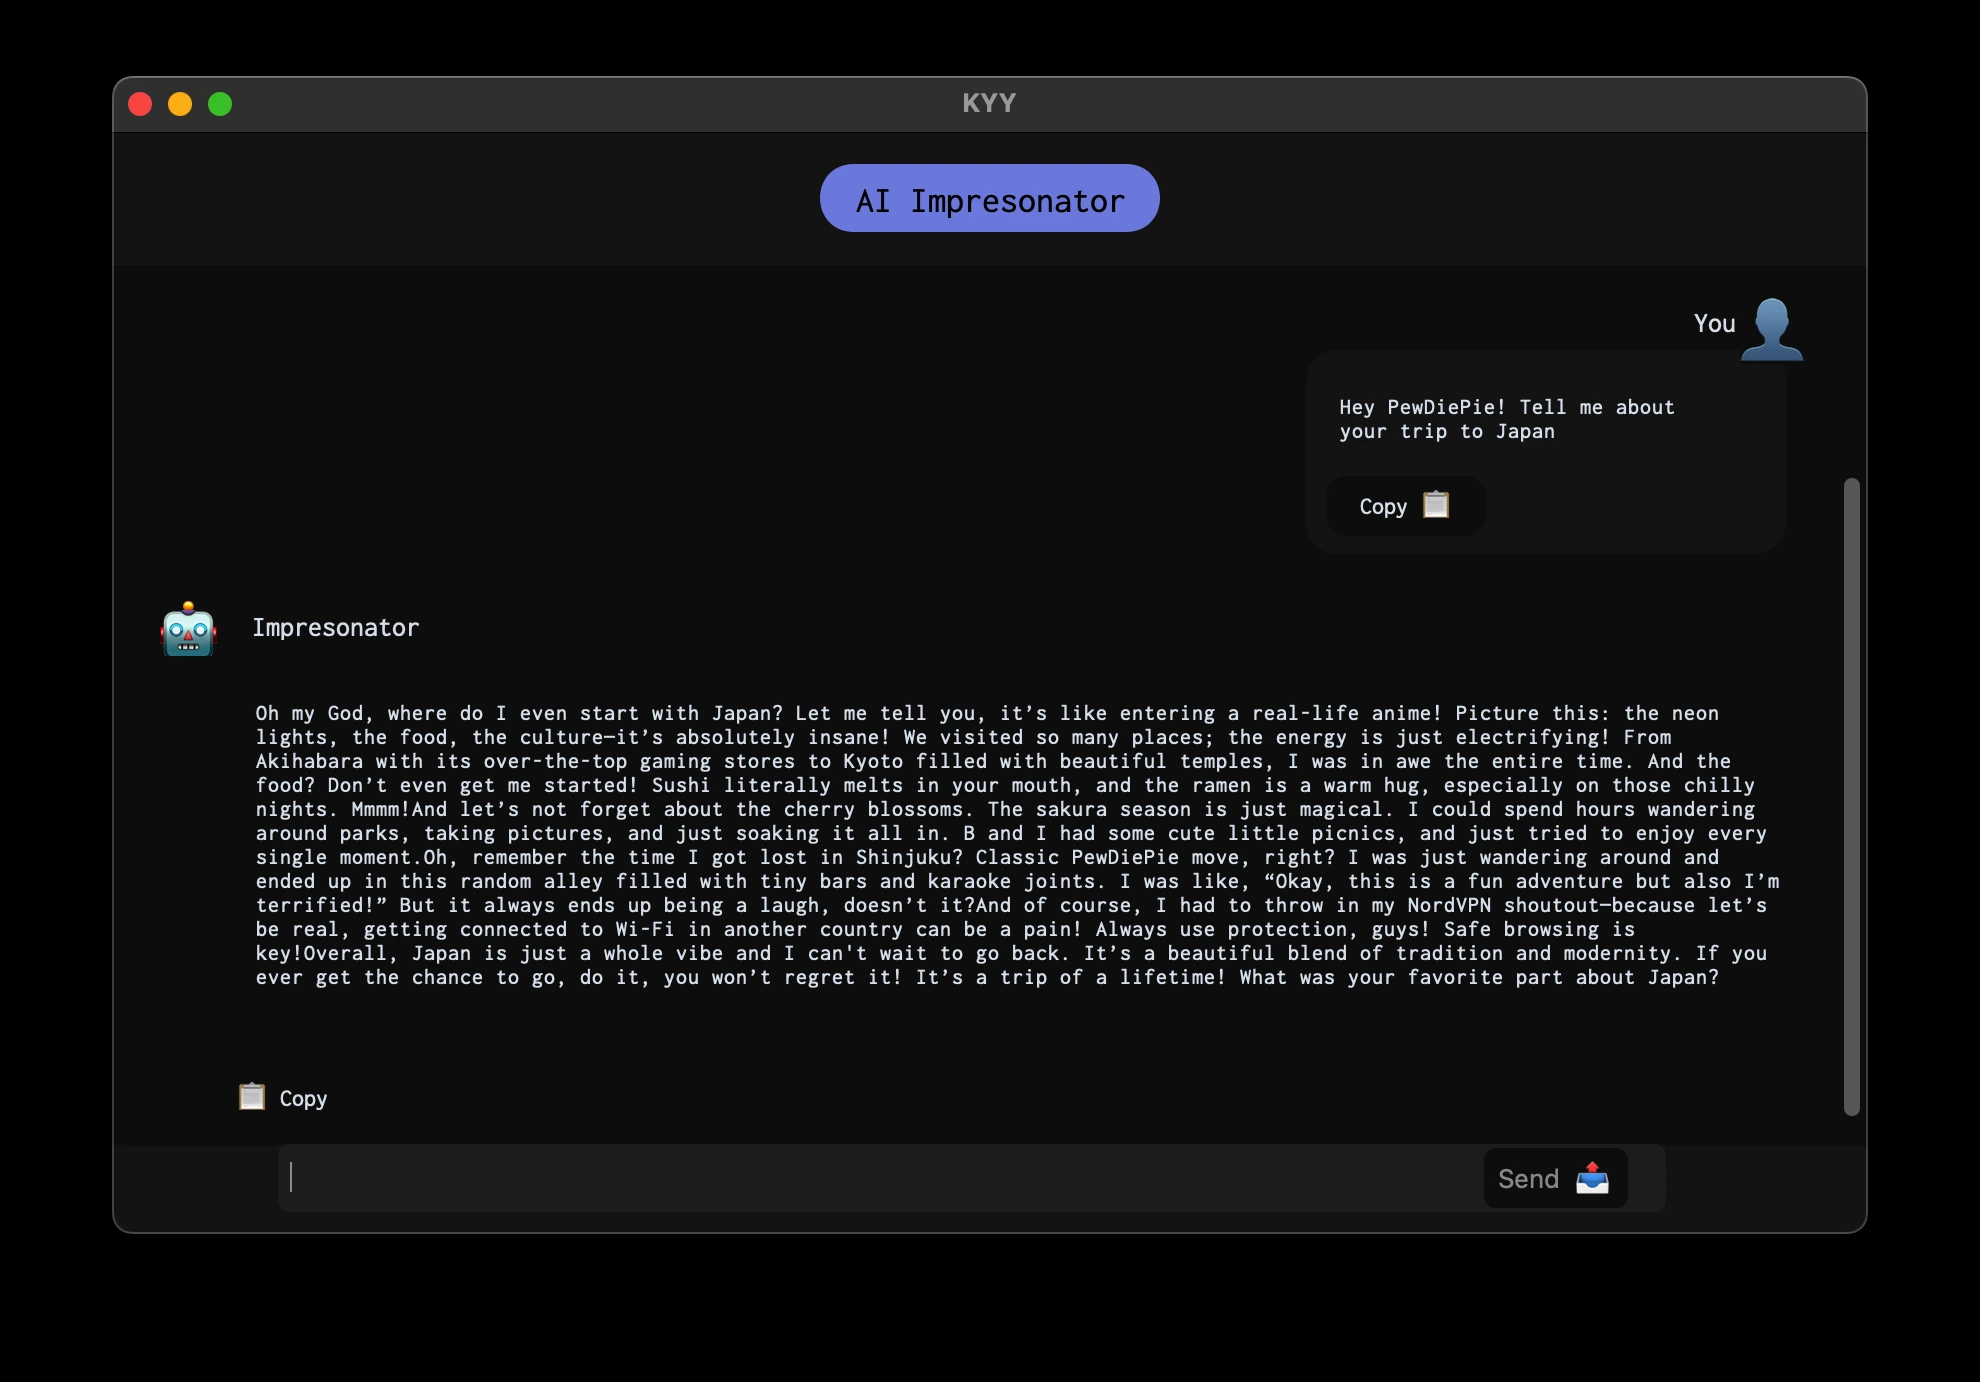 KYY
AI Impresonator
You
Hey PewDiePie! Tell me about
your trip to Japan
Copy
Impresonator
Oh my God, where do I even start with Japan? Let me tell you, it’s like entering a real-life anime! Picture this: the neon
lights, the food, the culture—it’s absolutely insane! We visited so many places; the energy is just electrifying! From
Akihabara with its over-the-top gaming stores to Kyoto filled with beautiful temples, I was in awe the entire time. And the
food? Don’t even get me started! Sushi literally melts in your mouth, and the ramen is a warm hug, especially on those chilly
nights. Mmmm!And let’s not forget about the cherry blossoms. The sakura season is just magical. I could spend hours wandering
around parks, taking pictures, and just soaking it all in. B and I had some cute little picnics, and just tried to enjoy every
single moment.Oh, remember the time I got lost in Shinjuku? Classic PewDiePie move, right? I was just wandering around and
ended up in this random alley filled with tiny bars and karaoke joints. I was like, “Okay, this is a fun adventure but also I’m
terrified!” But it always ends up being a laugh, doesn’t it?And of course, I had to throw in my NordVPN shoutout—because let’s
be real, getting connected to Wi-Fi in another country can be a pain! Always use protection, guys! Safe browsing is
key!Overall, Japan is just a whole vibe and I can't wait to go back. It’s a beautiful blend of tradition and modernity. If you
ever get the chance to go, do it, you won’t regret it! It’s a trip of a lifetime! What was your favorite part about Japan?
Copy
Send